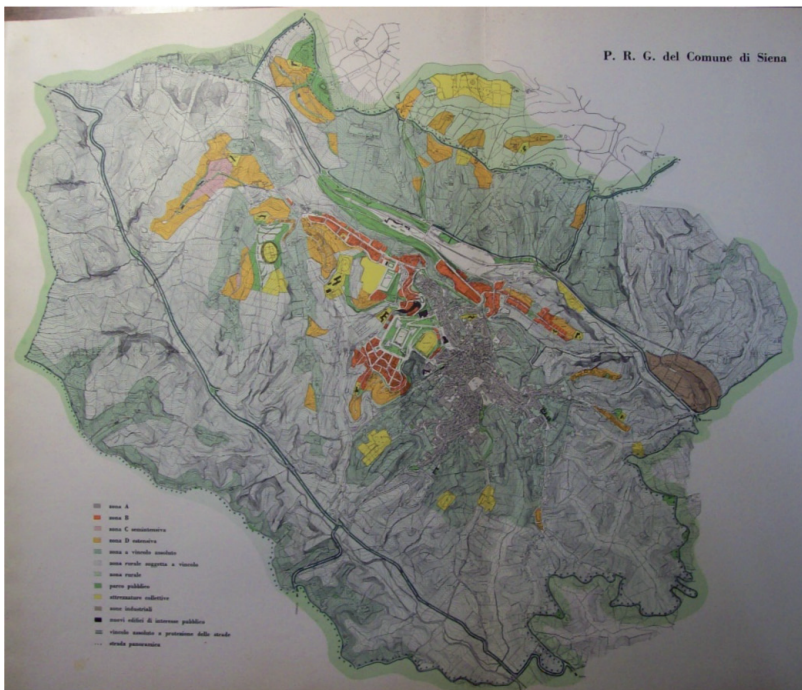 P. R. G. del Comune di Siena
zona A
zona B
zona C semiintensiva
zona D estensiva
zona a vincolo assoluto
zona rurale soggetta a vincolo
zona rurale
parco pubblico
attrezzature collettive
zone industriali
nuovi edifici di interesse pubblico
vincolo assoluto a protezione delle strade
strada panoramica